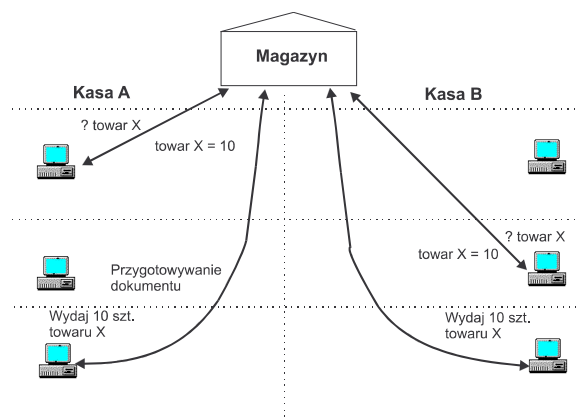 Magazyn
Kasa A
Kasa B
? towar X
towar X = 10
? towar X
towar X = 10
Przygotowywanie
dokumentu
Wydaj 10 szt.
towaru X
Wydaj 10 szt.
towaru X